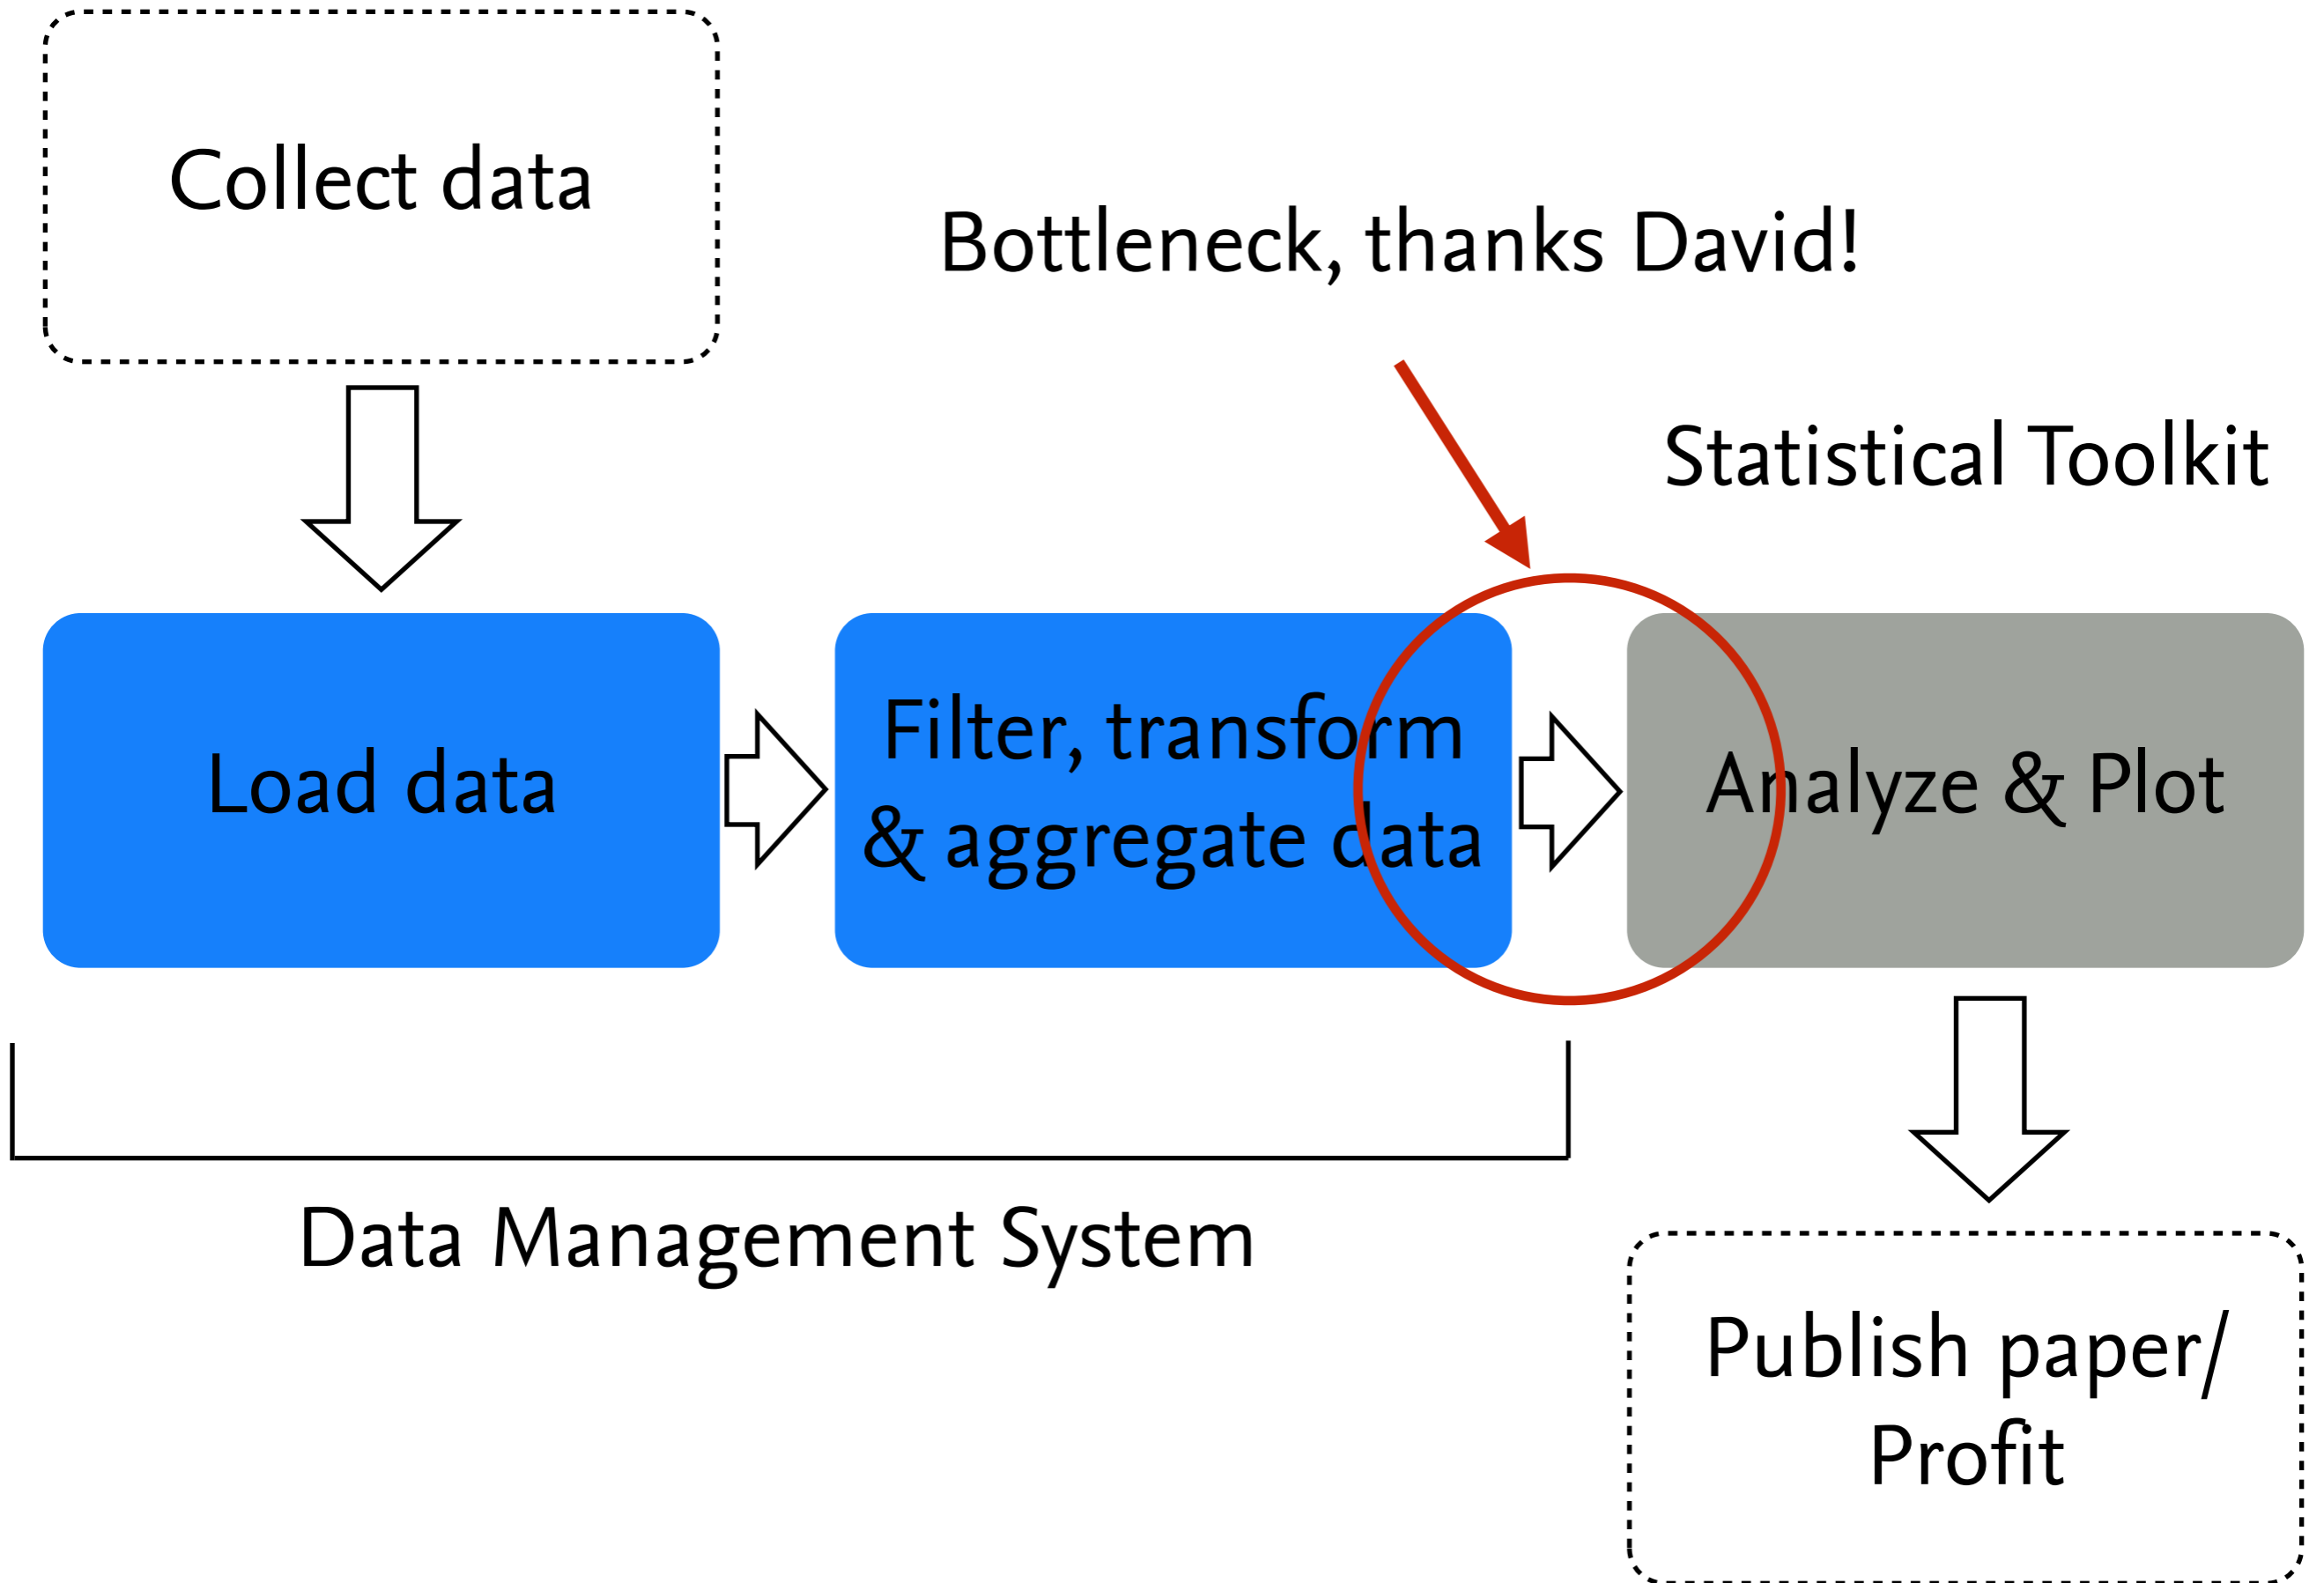 Collect data
Bottleneck, thanks David!
Statistical Toolkit
Load data
Filter, transform
& aggregate data
Analyze & Plot
Data Management System
Publish paper/
Profit